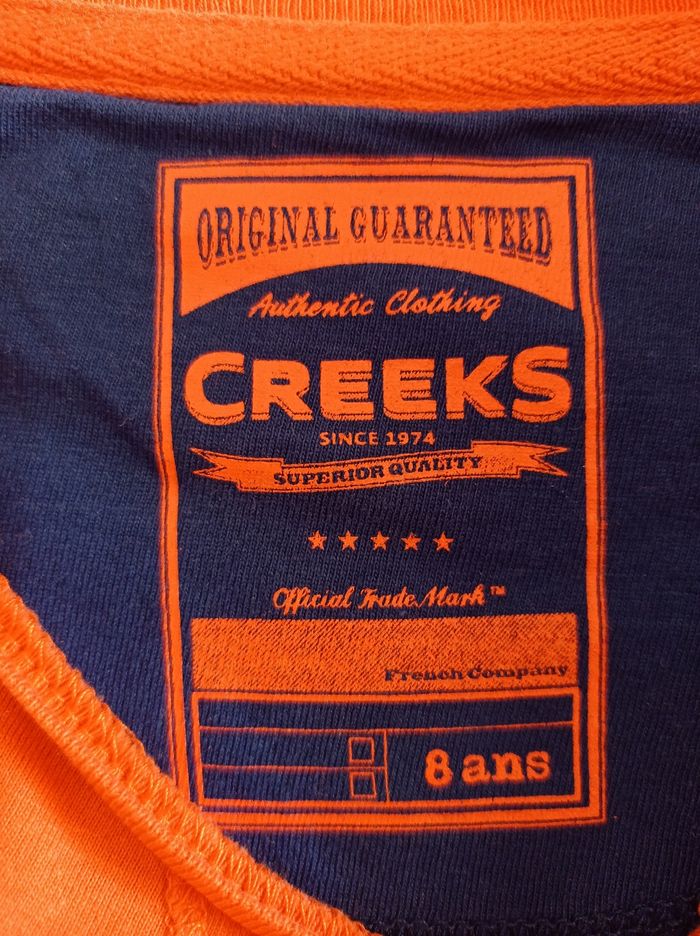 ORIGINAL GUARANTEED
Authentic Clothing
CREEKS
SINCE 1974
SUPERIOR QUALITY
Official Trade Mark™
French Company
8 ans